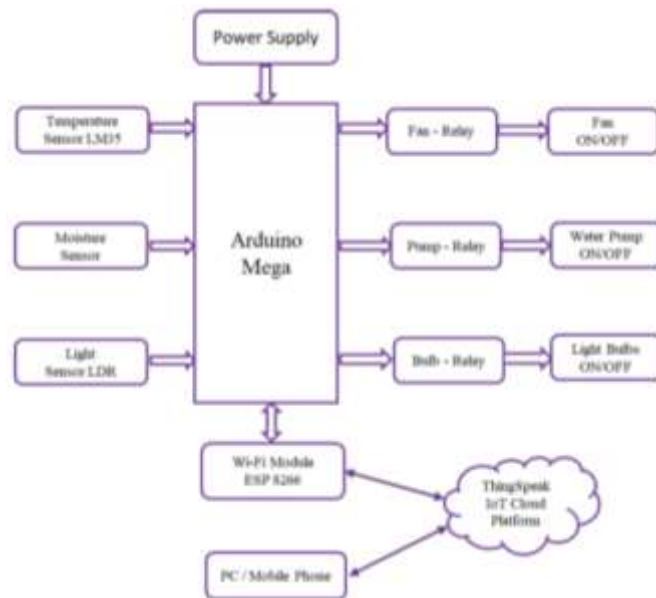 Power Supply
Temperature
Sensor LM35
Fan - Relay
Fan
ON/OFF
Moisture
Sensor
Arduino
Mega
Pump - Relay
Water Pump
ON/OFF
Light
Sensor LDR
Bulb - Relay
Light Bulbs
ON/OFF
Wi-Fi Module
ESP 8266
ThingSpeak
IoT Cloud
Platform
PC / Mobile Phone